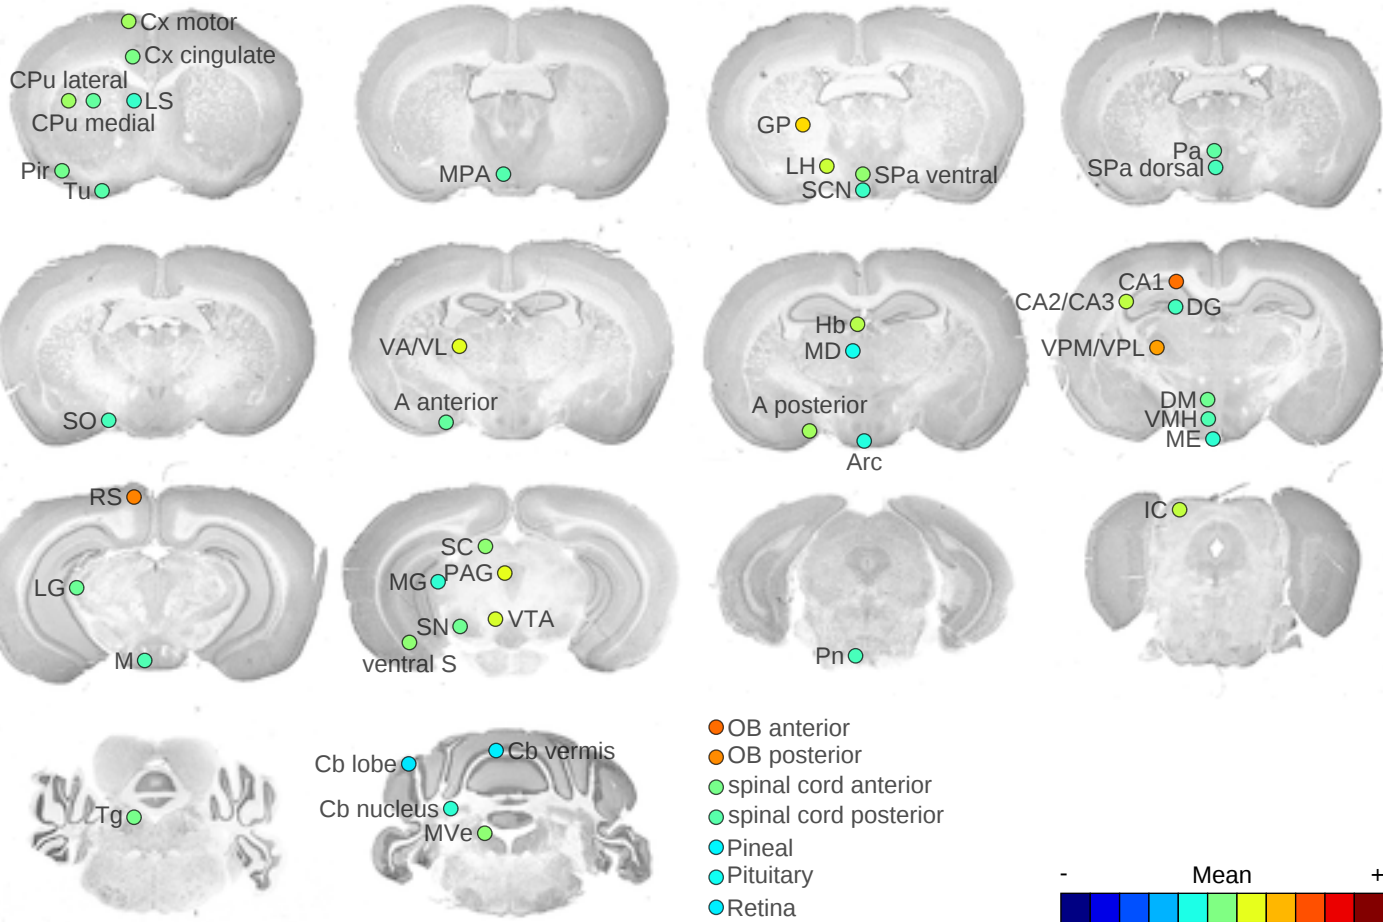 Cx motor
Cx cingulate
CPu lateral
LS
CPu medial
Pir
Tu
MPA
GP
LH
SPa ventral
SCN
Pa
SPa dorsal
SO
VA/VL
A anterior
Hb
MD
A posterior
Arc
CA1
CA2/CA3
DG
VPM/VPL
DM
VMH
ME
RS
LG
M
SC
MG
PAG
SN
VTA
ventral S
Pn
IC
Tg
Cb lobe
Cb vermis
Cb nucleus
MVe
OB anterior
OB posterior
spinal cord anterior
spinal cord posterior
Pineal
Pituitary
Retina
- Mean +